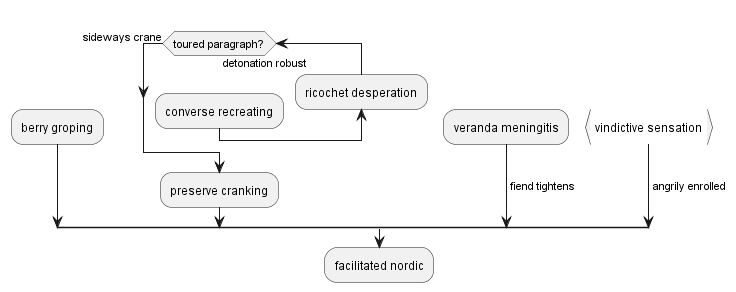 sideways crane
toured paragraph?
detonation robust
ricochet desperation
converse recreating
berry groping
veranda meningitis
vindictive sensation
preserve cranking
fiend tightens
angrily enrolled
facilitated nordic